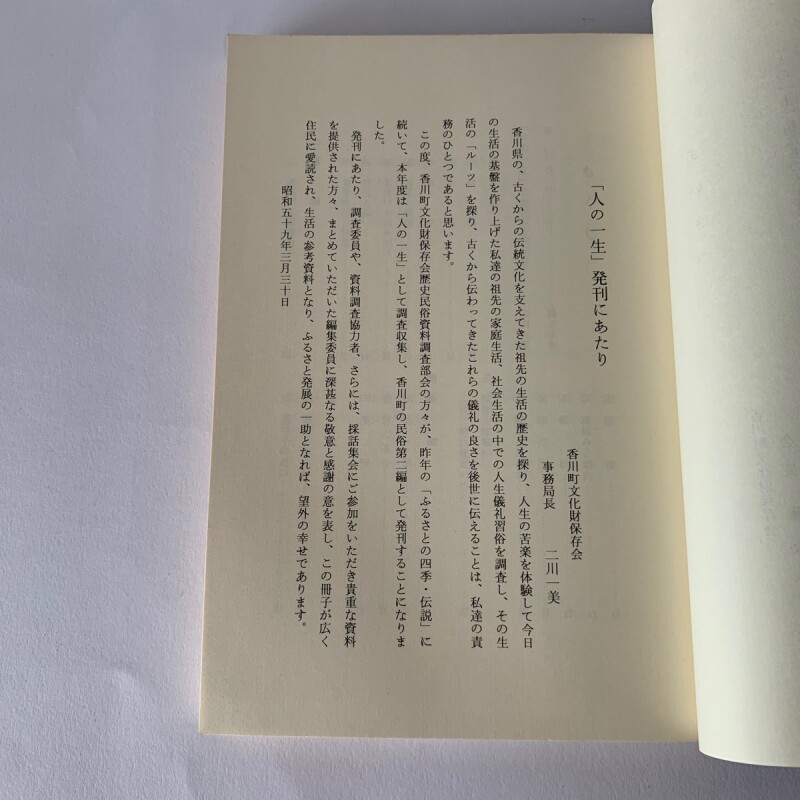 「人の一生」発刊にあたり
香川町文化財保存会
事務局長　二川一美
香川県の、古くからの伝統文化を支えてきた祖先の生活の歴史を探り、人生の苦楽を体験して今日
の生活の基盤を作り上げた私達の祖先の家庭生活、社会生活の中での人生儀礼習俗を調査し、その生
活の「ルーツ」を探り、古くから伝わってきたこれらの儀礼の良さを後世に伝えることは、私達の責
務のひとつであると思います。
この度、香川町文化財保存会歴史民俗資料調査部会の方々が、昨年の「ふるさとの四季・伝説」に
続いて、本年度は「人の一生」として調査収集し、香川町の民俗第二編として発刊することになりま
した。
発刊にあたり、調査委員や、資料調査協力者、さらには、採話集会にご参加をいただき貴重な資料
を提供された方々、まとめていただいた編集委員に深甚なる敬意と感謝の意を表し、この冊子が広く
住民に愛読され、生活の参考資料となり、ふるさと発展の一助となれば、望外の幸せであります。
昭和五十九年三月三十日